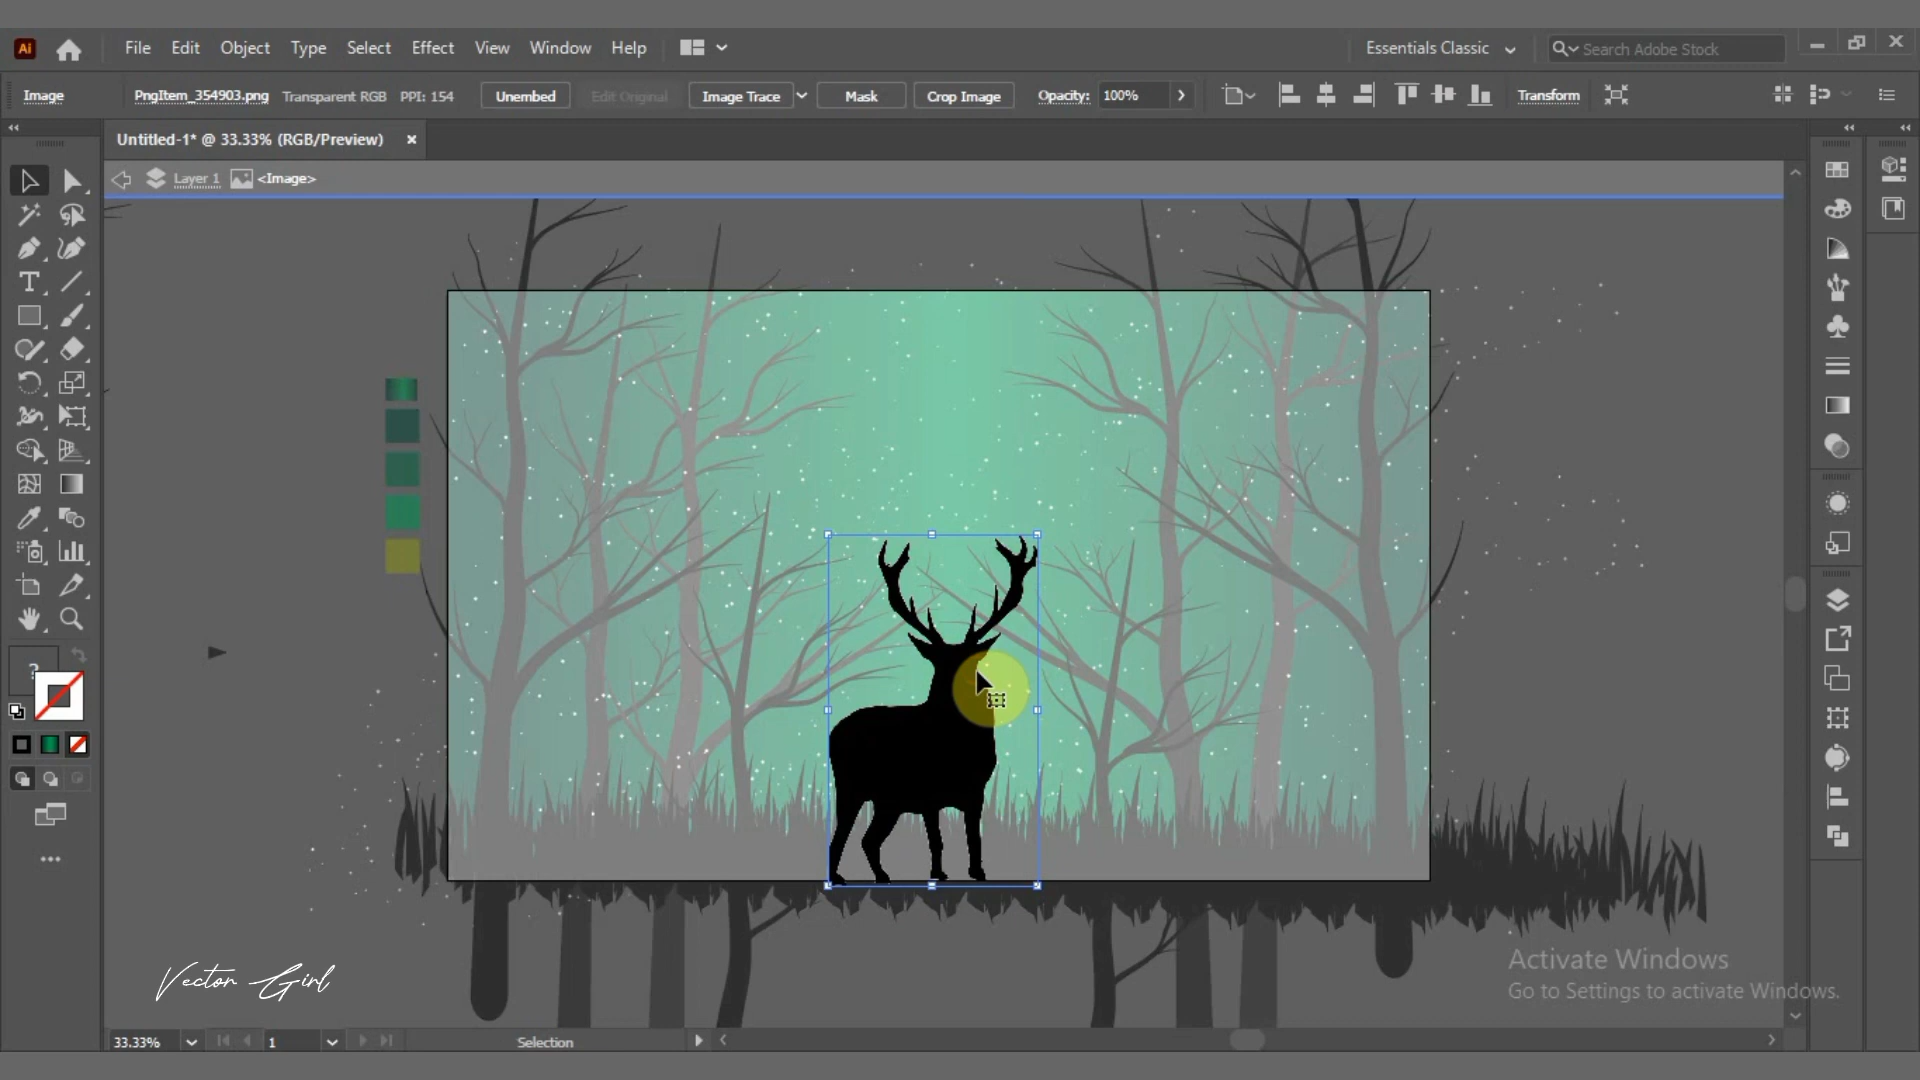 Ai File Edit Object Type Select Effect View Window Help Essentials Classic Search Adobe Stock
Image PngItem_354903.png Transparent RGB PPI: 154 Unembed Edit Original Image Trace Mask Crop Image Opacity: 100% Transform
Untitled-1* @ 33.33% (RGB/Preview)
Layer 1 <Image>
T
?
Vector Girl
Activate Windows
Go to Settings to activate Windows.
33.33% 1 Selection